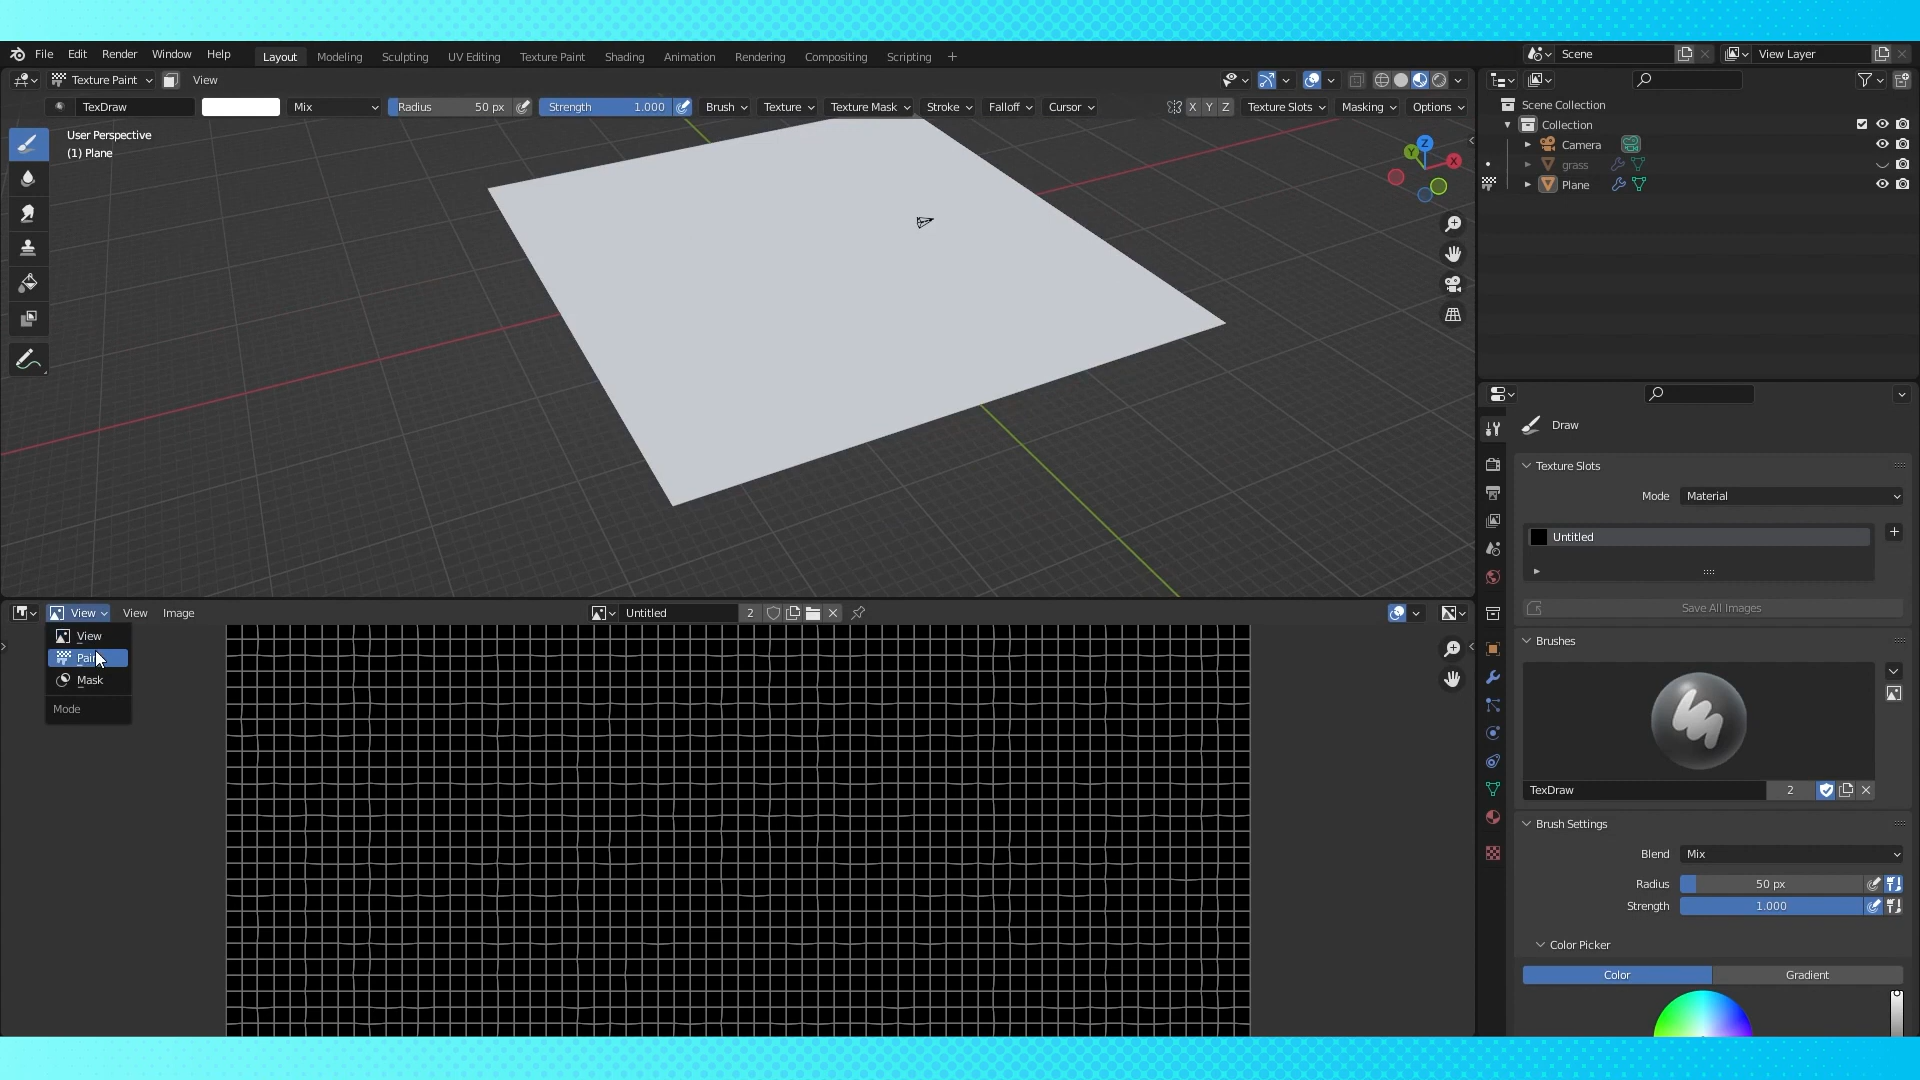 File Edit Render Window Help Layout Modeling Sculpting UV Editing Texture Paint Shading Animation Rendering Compositing Scripting + Scene View Layer
Texture Paint View
TexDraw Mix Radius 50 px Strength 1.000 Brush Texture Texture Mask Stroke Falloff Cursor X Y Z Texture Slots Masking Options
User Perspective
(1) Plane
Z
Y
X
Scene Collection
Collection
Camera
grass
Plane
Draw
Texture Slots
Mode Material
Untitled
Save All Images
View View Image Untitled 2
View
Mask
Mode
Brushes
TexDraw 2
Brush Settings
Blend Mix
Radius 50 px
Strength 1.000
Color Picker
Color Gradient